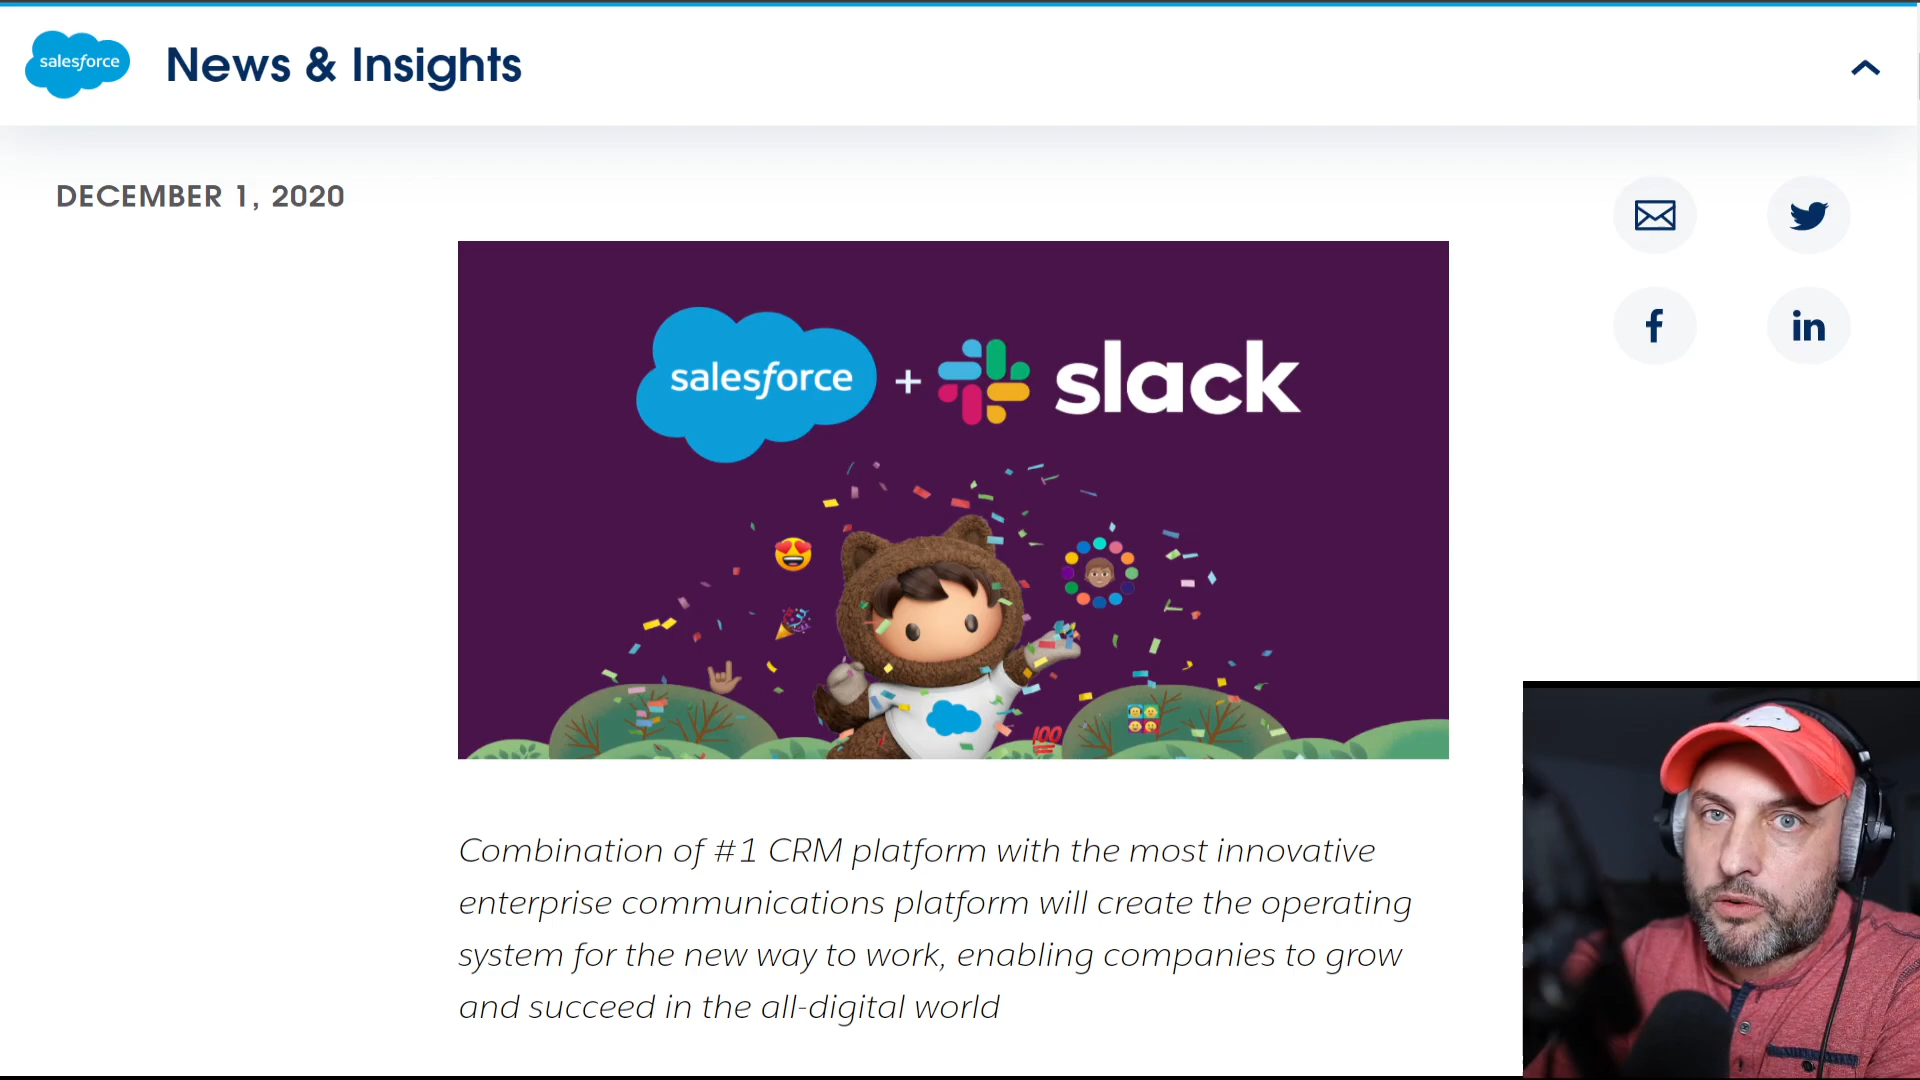 salesforce News & Insights
DECEMBER 1, 2020
salesforce + slack
100
Combination of #1 CRM platform with the most innovative
enterprise communications platform will create the operating
system for the new way to work, enabling companies to grow
and succeed in the all-digital world